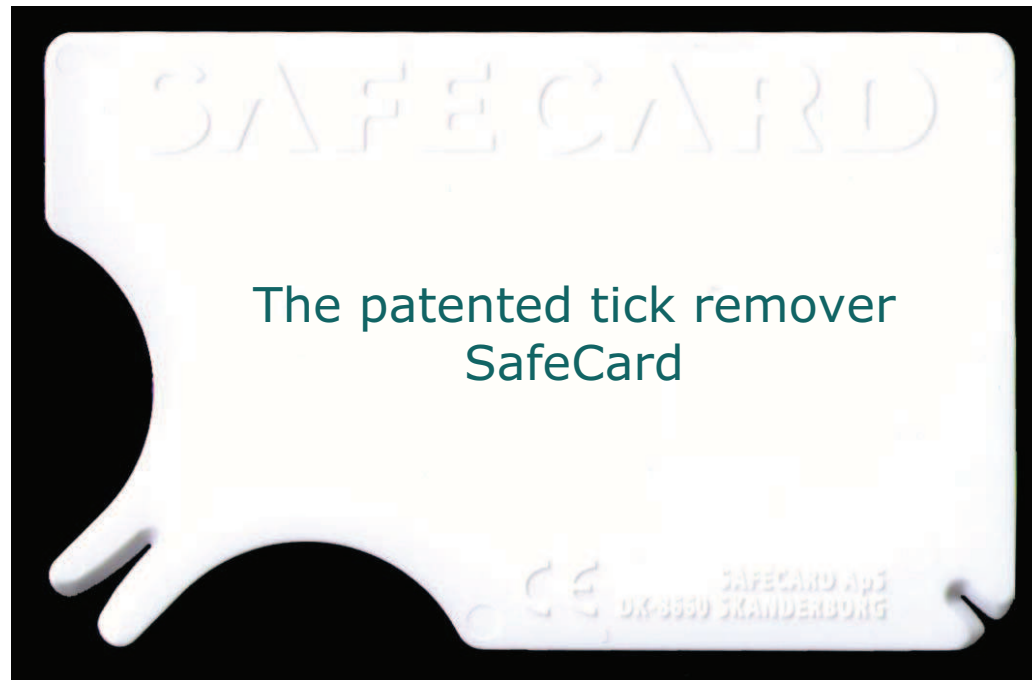 SAFECARD
The patented tick remover
SafeCard
CE SAFECARD ApS
DK-8660 SKANDERBORG